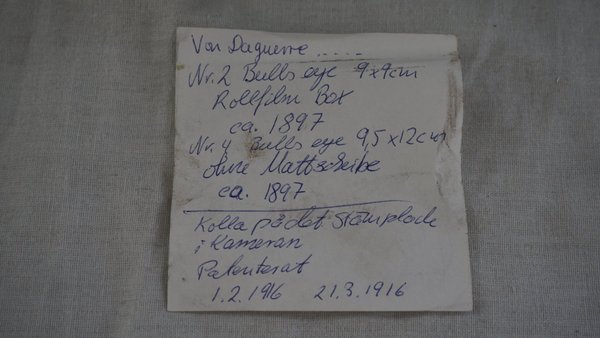 Von Daguerre .....
Nr. 2 Bulls eye 9x9cm
Rollfilm Box
ca. 1897
Nr. 4 Bulls eye 9,5x12cm
ohne Mattscheibe
ca. 1897
Kolla på det Stämplade
i Kameran
Patenterat
1.2.1916 21.3.1916